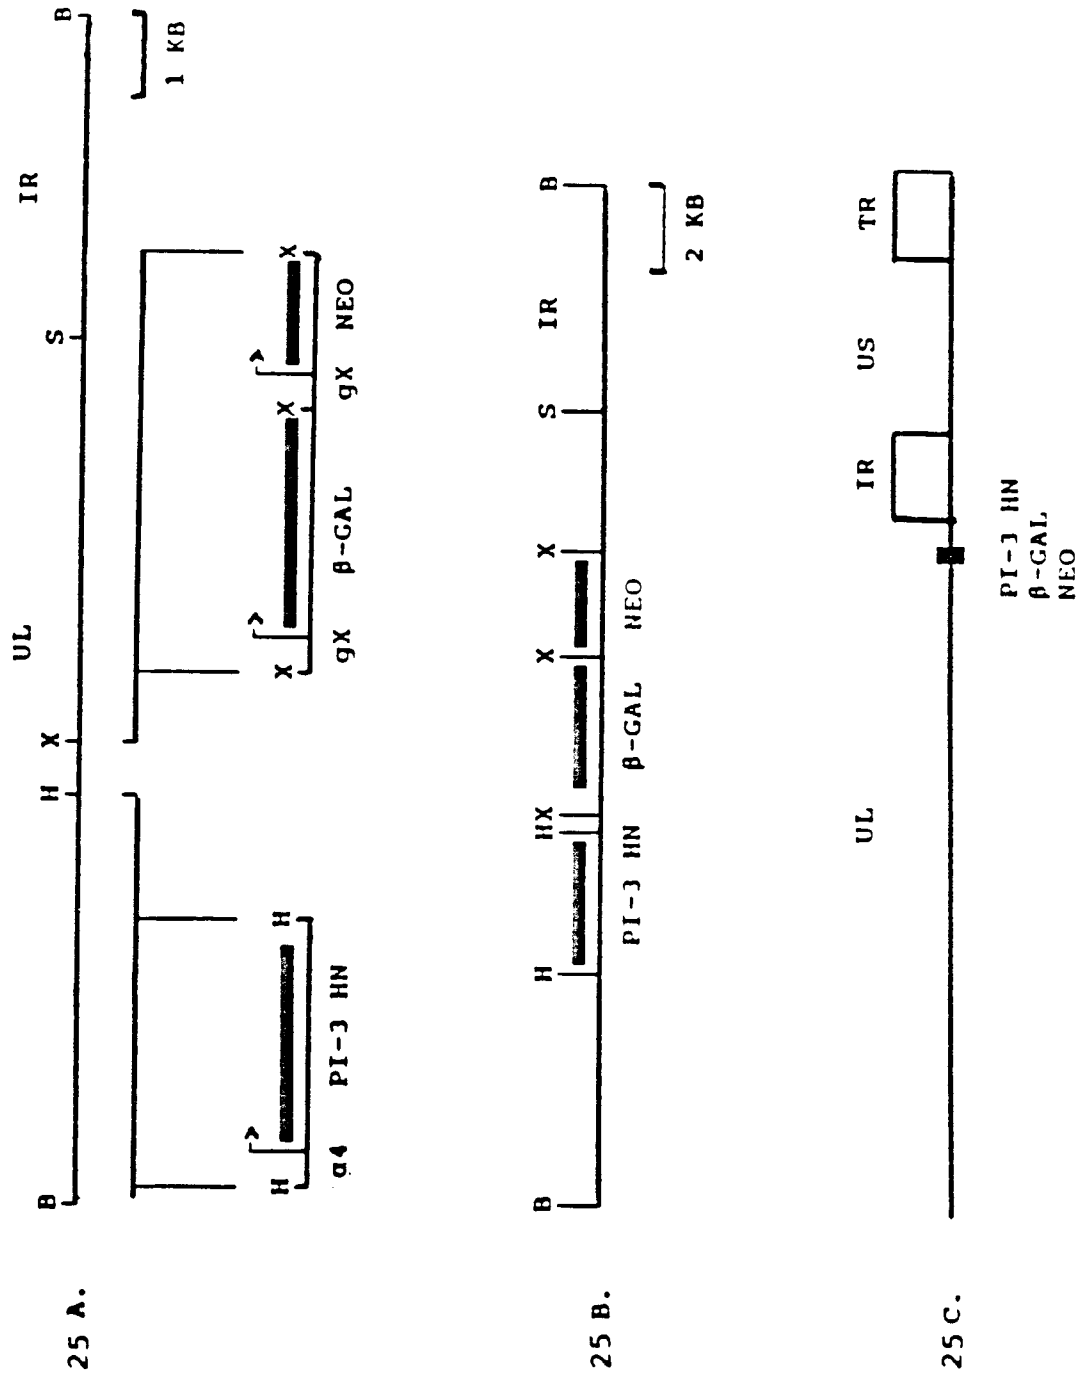 25 A.
UL
IR
B
H
X
S
B
1 KB
H
H
X
X
X
α4
PI-3 HN
gX
β-GAL
gX
NEO
25 B.
IR
B
H
HX
X
X
S
B
PI-3 HN
β-GAL
NEO
2 KB
25 C.
UL
IR
US
TR
PI-3 HN
β-GAL
NEO